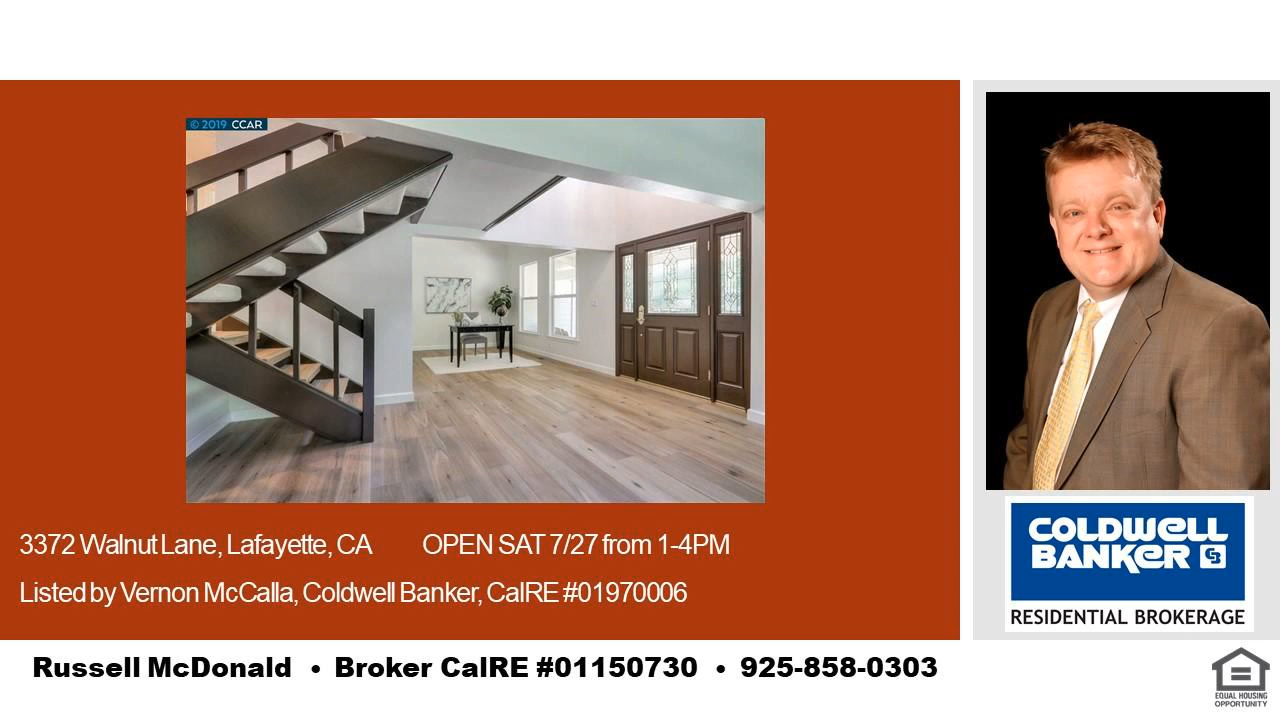 © 2019 CCAR
3372 Walnut Lane, Lafayette, CA OPEN SAT 7/27 from 1-4PM
Listed by Vernon McCalla, Coldwell Banker, CalRE #01970006
COLDWELL
BANKER CB
RESIDENTIAL BROKERAGE
Russell McDonald • Broker CalRE #01150730 • 925-858-0303
EQUAL HOUSING
OPPORTUNITY